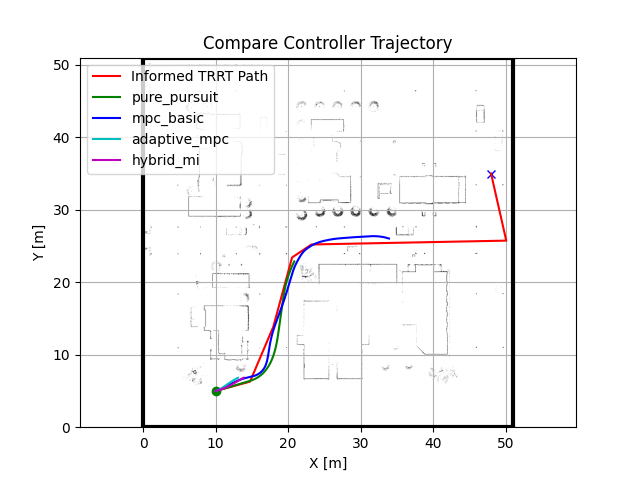 Compare Controller Trajectory
Informed TRRT Path
pure_pursuit
mpc_basic
adaptive_mpc
hybrid_mi
50
40
30
20
10
0
Y [m]
0 10 20 30 40 50
X [m]